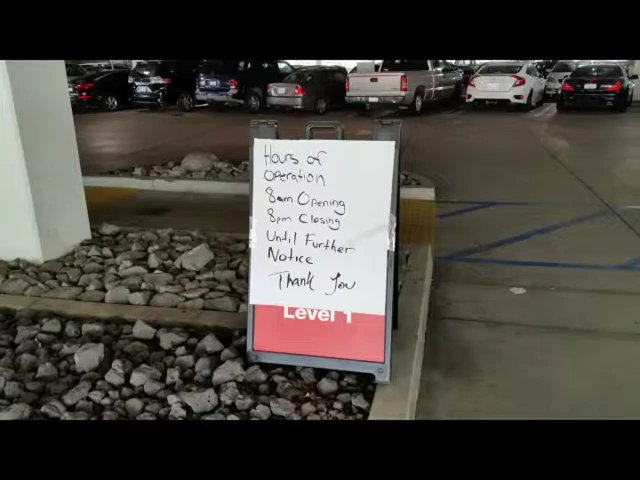 Hours of
Operation
8am Opening
8pm Closing
Until Further
Notice
Thank You
Level 1